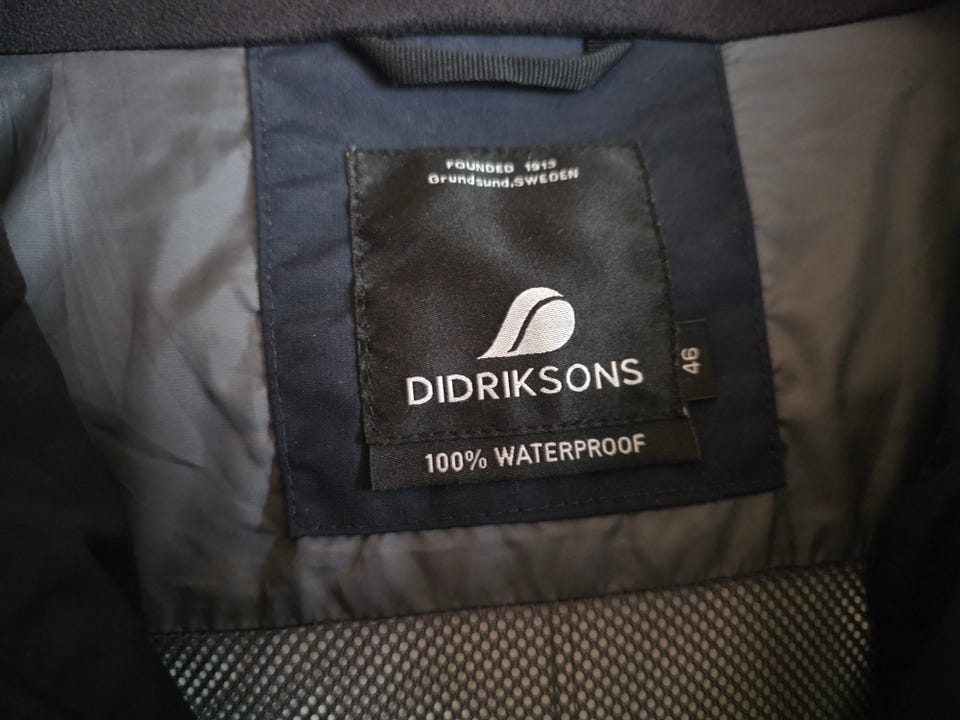 FOUNDED 1913
Grundsund.SWEDEN
DIDRIKSONS
46
100% WATERPROOF